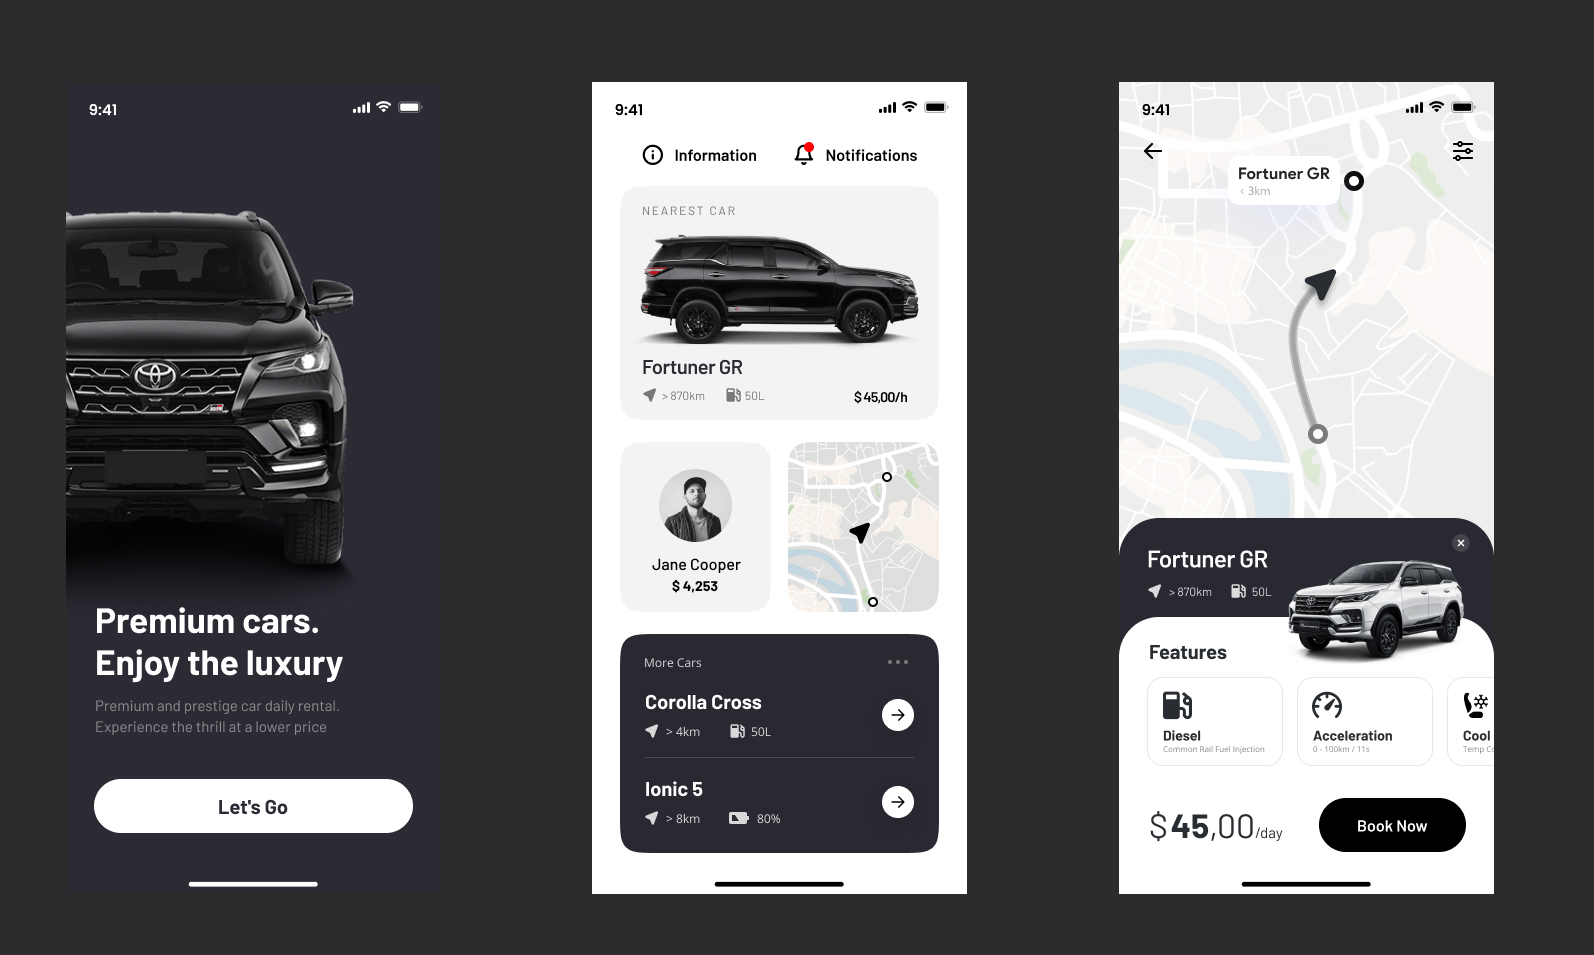 9:41
Premium cars.
Enjoy the luxury
Premium and prestige car daily rental.
Experience the thrill at a lower price
Let's Go
9:41
Information
Notifications
NEAREST CAR
Fortuner GR
> 870km
50L
$ 45,00/h
Jane Cooper
$ 4,253
More Cars
Corolla Cross
> 4km
50L
Ionic 5
> 8km
80%
9:41
Fortuner GR
< 3km
Fortuner GR
> 870km
50L
Features
Diesel
Common Rail Fuel Injection
Acceleration
0 - 100km / 11s
Cool
Temp Co
$ 45,00/day
Book Now